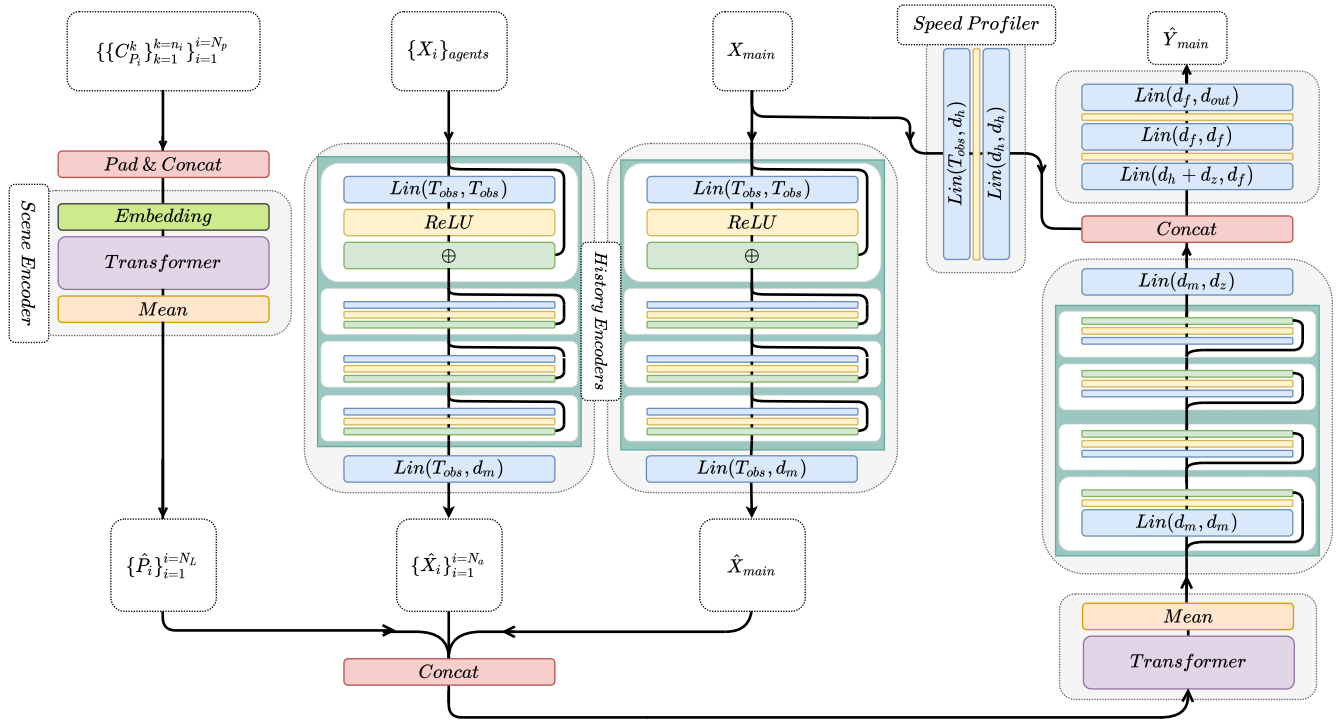 {{C^k_{P_i}}^{k=n_i}_{k=1}}^{i=N_p}_{i=1}
Pad & Concat
Scene Encoder
Embedding
Transformer
Mean
{P̂_i}^{i=N_L}_{i=1}
{X_i}_{agents}
Lin(T_{obs}, T_{obs})
ReLU
⊕
Lin(T_{obs}, d_m)
{X̂_i}^{i=N_a}_{i=1}
Concat
History Encoders
X_{main}
Lin(T_{obs}, T_{obs})
ReLU
⊕
Lin(T_{obs}, d_m)
X̂_{main}
Speed Profiler
Lin(T_{obs}, d_h)
Lin(d_h, d_h)
Ŷ_{main}
Lin(d_f, d_{out})
Lin(d_f, d_f)
Lin(d_h + d_z, d_f)
Concat
Lin(d_m, d_z)
Lin(d_m, d_m)
Mean
Transformer